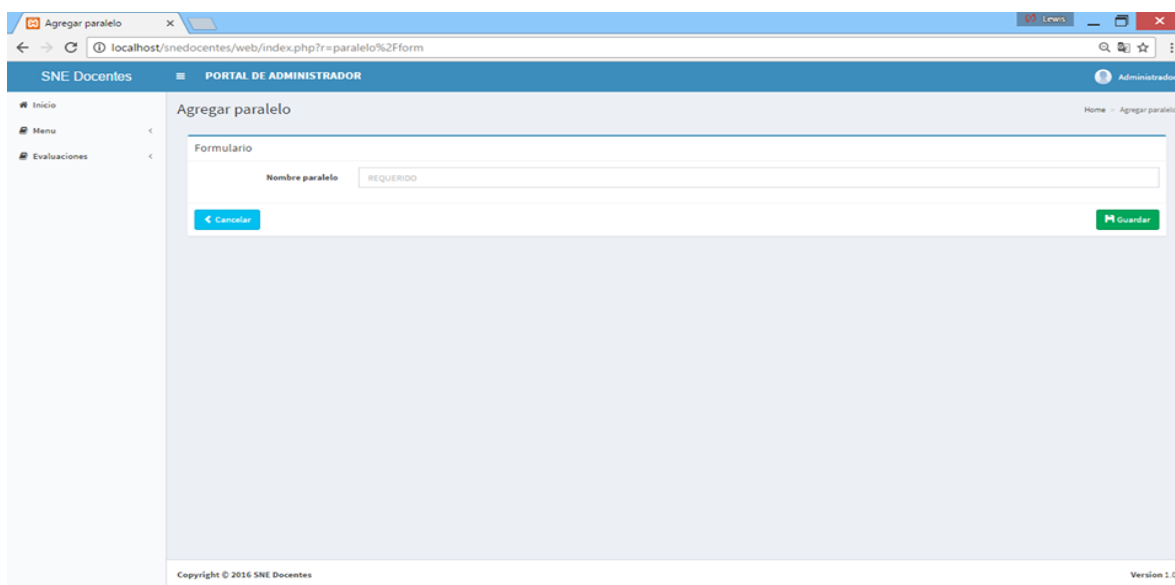 Agregar paralelo
Lewis
localhost/snedocentes/web/index.php?r=paralelo%2Fform
SNE Docentes PORTAL DE ADMINISTRADOR Administrador
Inicio
Menu
Evaluaciones
Agregar paralelo
Home > Agregar paralelo
Formulario
Nombre paralelo REQUERIDO
Cancelar Guardar
Copyright © 2016 SNE Docentes Version 1.0